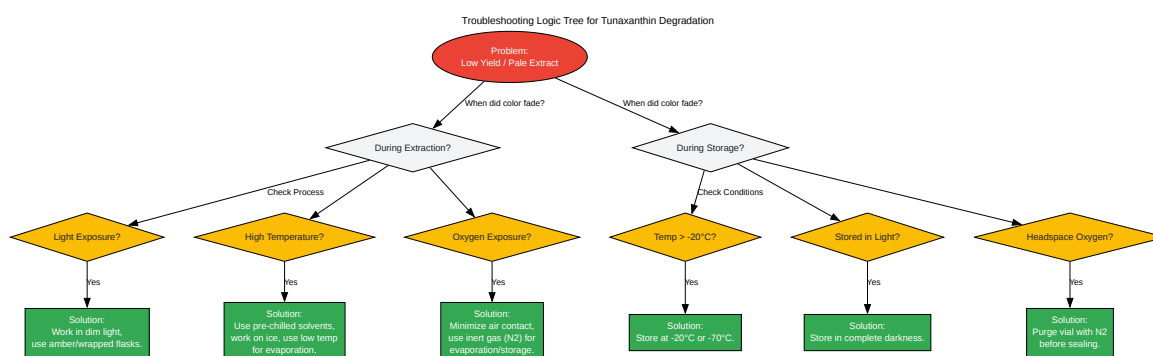 Troubleshooting Logic Tree for Tunaxanthin Degradation
Problem:
Low Yield / Pale Extract
When did color fade?
When did color fade?
During Extraction?
During Storage?
Check Process
Check Conditions
Light Exposure?
High Temperature?
Oxygen Exposure?
Temp > -20°C?
Stored in Light?
Headspace Oxygen?
Yes
Yes
Yes
Yes
Yes
Yes
Solution:
Work in dim light,
use amber/wrapped flasks.
Solution:
Use pre-chilled solvents,
work on ice, use low temp
for evaporation.
Solution:
Minimize air contact,
use inert gas (N2) for
evaporation/storage.
Solution:
Store at -20°C or -70°C.
Solution:
Store in complete darkness.
Solution:
Purge vial with N2
before sealing.